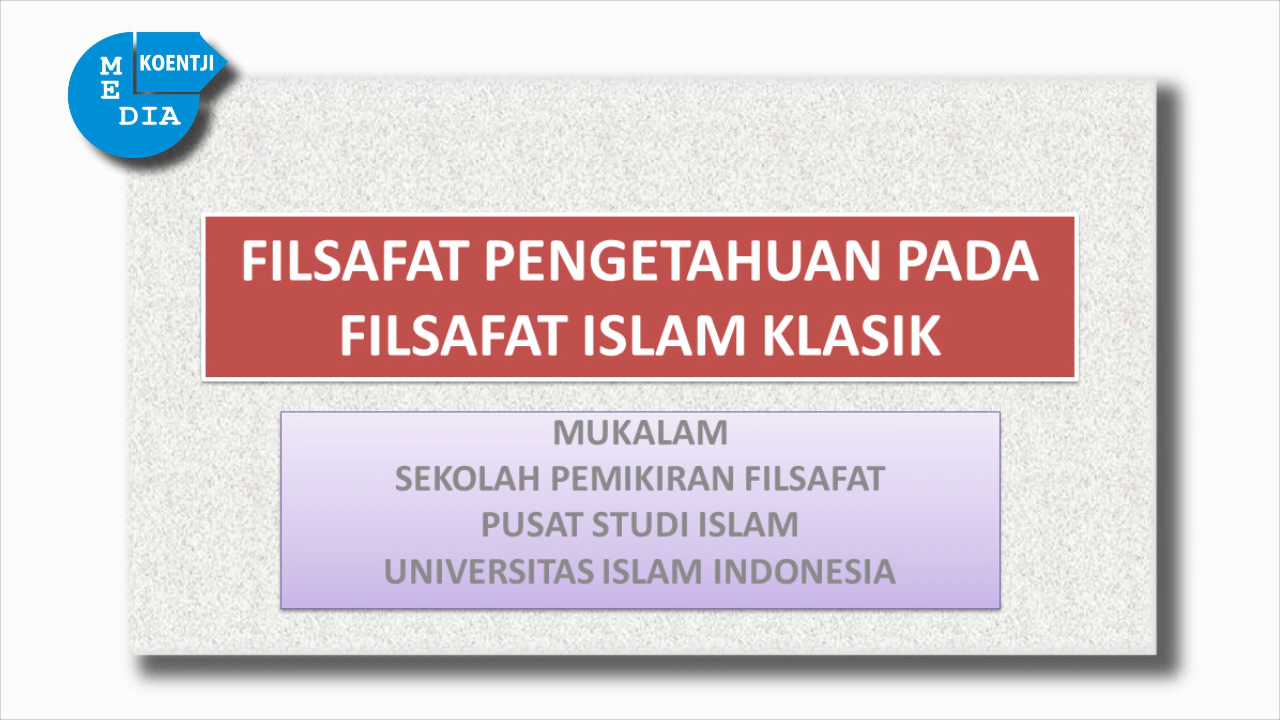 KOENTJI
MEDIA
FILSAFAT PENGETAHUAN PADA
FILSAFAT ISLAM KLASIK
MUKALAM
SEKOLAH PEMIKIRAN FILSAFAT
PUSAT STUDI ISLAM
UNIVERSITAS ISLAM INDONESIA